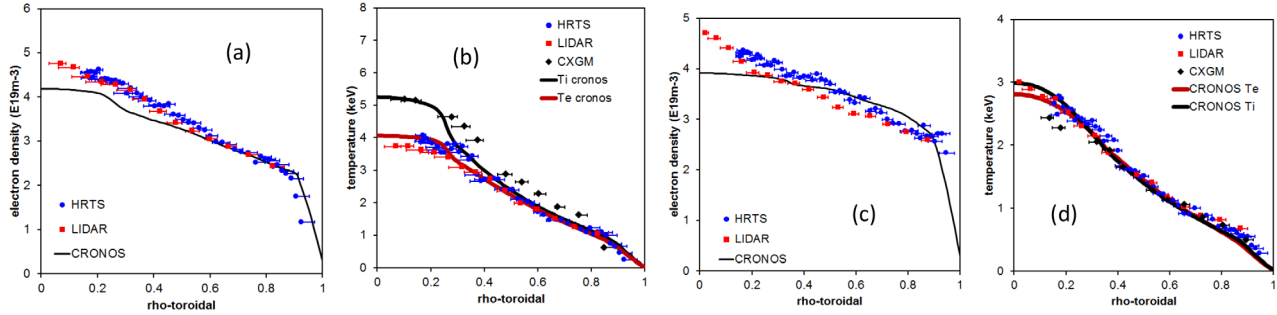 (a)
electron density (E19m-3)
6
5
4
3
2
1
0
0
0.2
0.4
0.6
0.8
1
rho-toroidal
HRTS
LIDAR
CRONOS
(b)
temperature (keV)
8
7
6
5
4
3
2
1
0
0
0.2
0.4
0.6
0.8
1
rho-toroidal
HRTS
LIDAR
CXGM
Ti cronos
Te cronos
(c)
electron density (E19m-3)
5
4
3
2
1
0
0
0.2
0.4
0.6
0.8
1
rho-toroidal
HRTS
LIDAR
CRONOS
(d)
temperature (keV)
4
3
2
1
0
0
0.2
0.4
0.6
0.8
1
rho-toroidal
HRTS
LIDAR
CXGM
CRONOS Te
CRONOS Ti